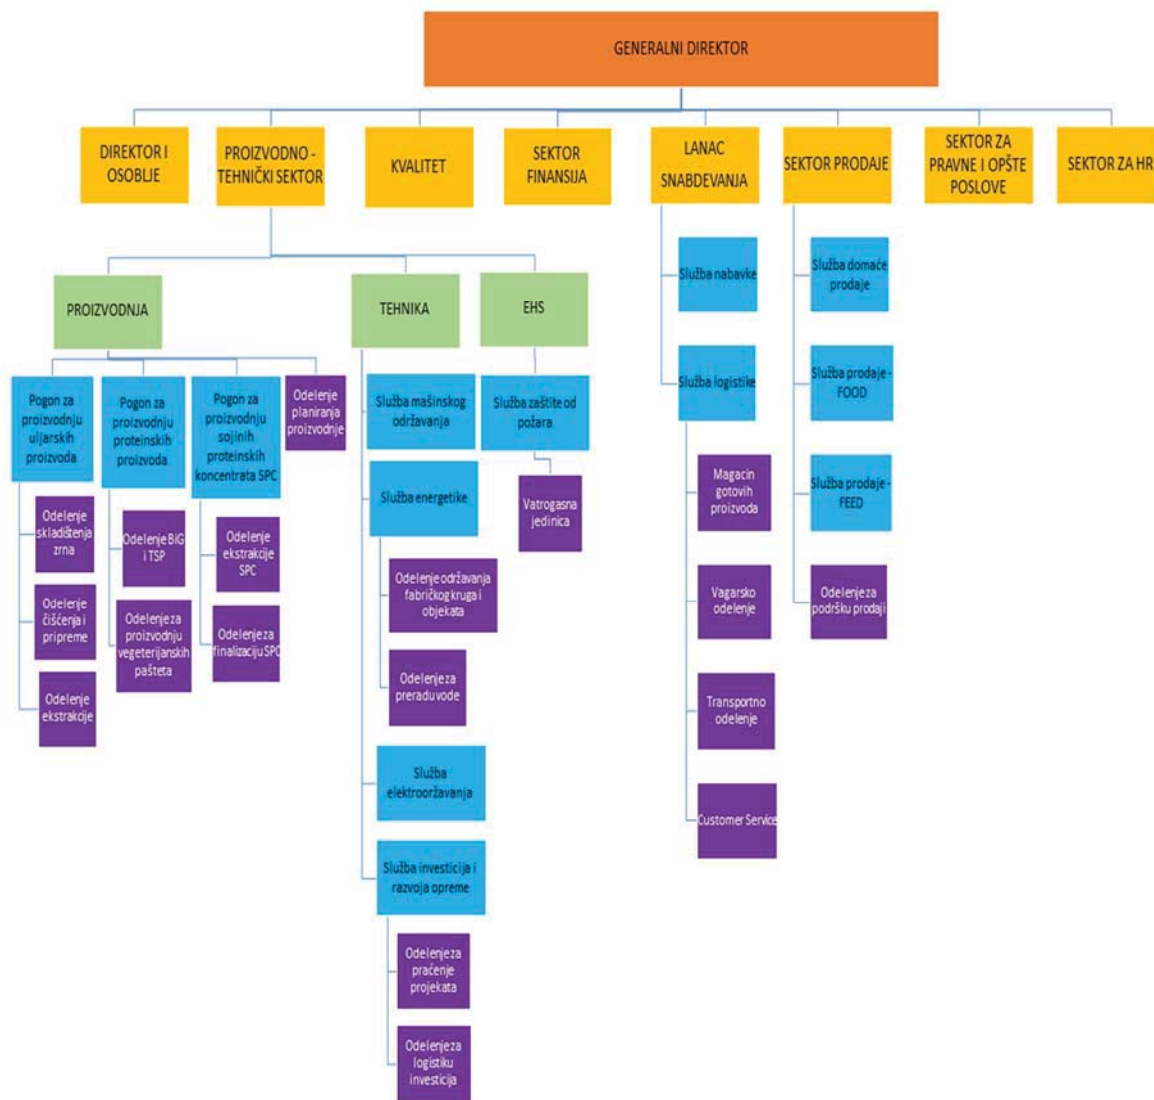 GENERALNI DIREKTOR
DIREKTOR I
OSOBLJE
PROIZVODNO -
TEHNIČKI SEKTOR
KVALITET
SEKTOR
FINANSIJA
LANAC
SNABDEVANJA
SEKTOR PRODAJE
SEKTOR ZA
PRAVNE I OPŠTE
POSLOVE
SEKTOR ZA HR
PROIZVODNJA
TEHNIKA
EHS
Služba nabavke
Služba domaće
prodaje
Pogon za
proizvodnju
uljarskih
proizvoda
Pogon za
proizvodnju
proteinskih
proizvoda
Pogon za
proizvodnju
sojinih
proteinskih
koncentrata SPC
Odelenje
planiranja
proizvodnje
Služba mašinskog
održavanja
Služba zaštite od
požara
Služba logistike
Služba prodaje -
FOOD
Odelenje
skladištenja
zrna
Odelenje BiG
i TSP
Odelenje
ekstrakcije
SPC
Služba energetike
Vatrogasna
jedinica
Magacin
gotovih
proizvoda
Služba prodaje -
FEED
Odelenje
čišćenja i
pripreme
Odelenje za
proizvodnju
vegeterijanskih
pašteta
Odelenje za
finalizaciju SPC
Odelenje održavanja
fabričkog kruga i
objekata
Vagarsko
odelenje
Odelenje za
podršku prodaji
Odelenje
ekstrakcije
Odelenje za
preradu vode
Transportno
odelenje
Služba
elektrooržavanja
Customer Service
Služba investicija i
razvoja opreme
Odelenje za
praćenje
projekata
Odelenje za
logistiku
investicija